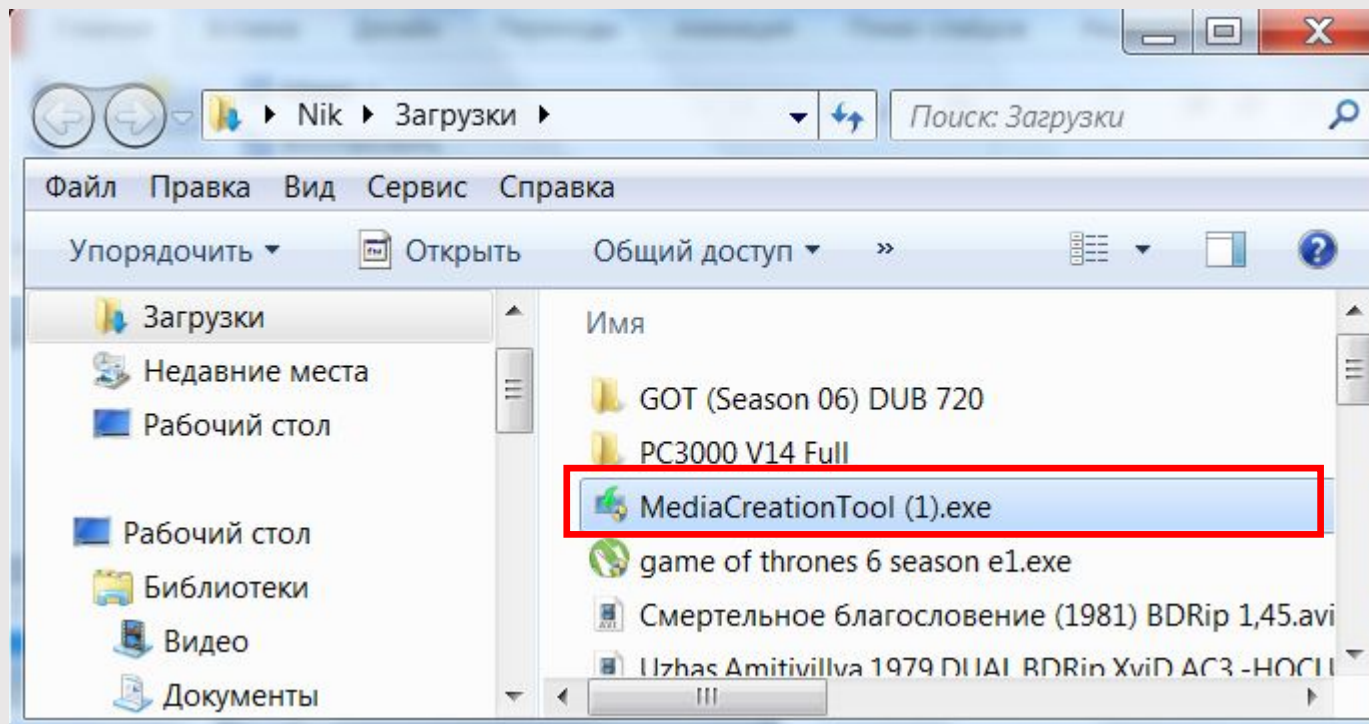 Nik Загрузки
Поиск: Загрузки
Файл Правка Вид Сервис Справка
Упорядочить Открыть Общий доступ »
Загрузки
Недавние места
Рабочий стол
Рабочий стол
Библиотеки
Видео
Документы
Имя
GOT (Season 06) DUB 720
PC3000 V14 Full
MediaCreationTool (1).exe
game of thrones 6 season e1.exe
Смертельное благословение (1981) BDRip 1,45.avi
Uzhas Amitivillya 1979 DUAL BDRip XviD AC3 -HOCL